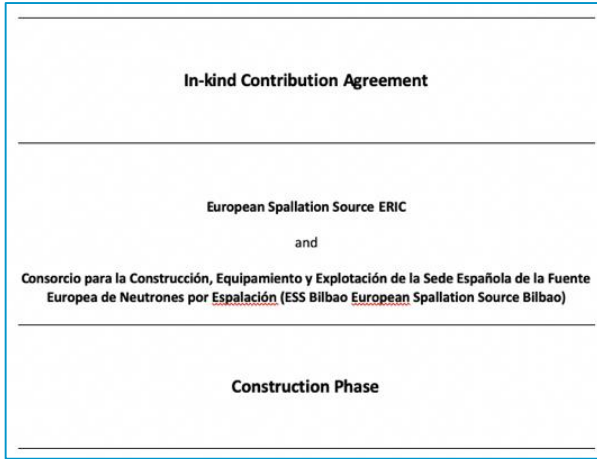 In-kind Contribution Agreement
European Spallation Source ERIC
and
Consorcio para la Construcción, Equipamiento y Explotación de la Sede Española de la Fuente
Europea de Neutrones por Espalación (ESS Bilbao European Spallation Source Bilbao)
Construction Phase